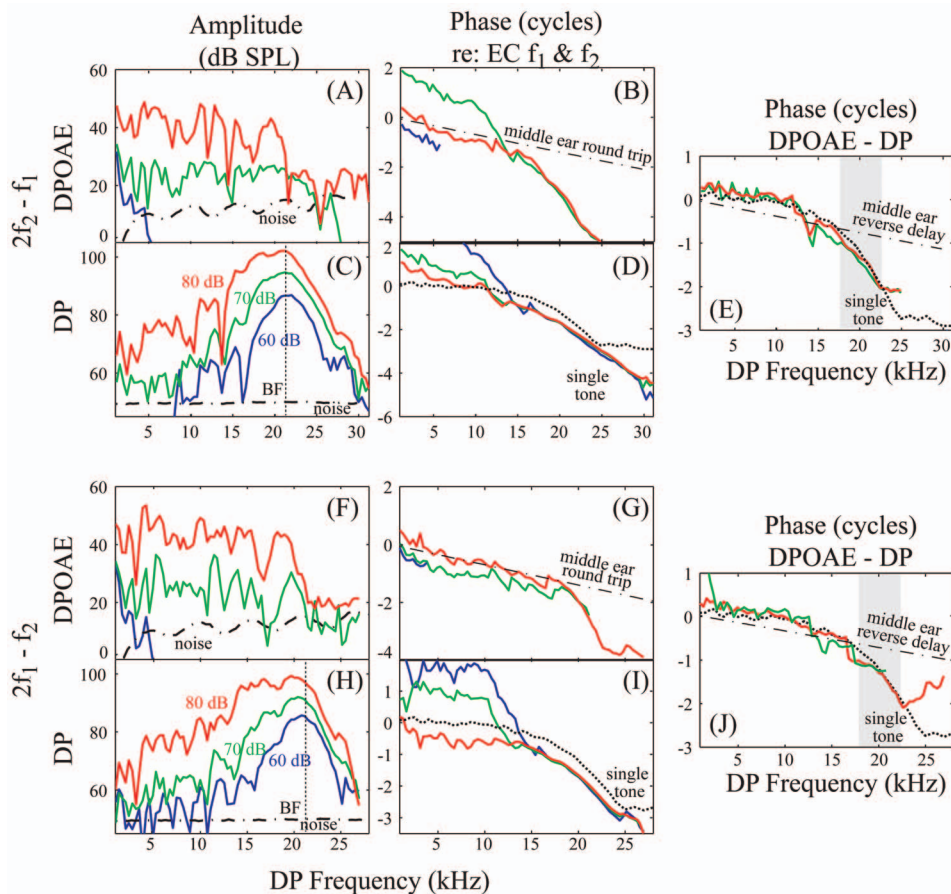 Amplitude
(dB SPL)
Phase (cycles)
re: EC f1 & f2
2f2 - f1
DPOAE
60
40
20
0
(A)
noise
2
0
-2
-4
(B)
middle ear round trip
DP
100
80
60
(C)
80 dB
70 dB
60 dB
BF
noise
5 10 15 20 25 30
2
0
-2
-4
-6
(D)
single
tone
5 10 15 20 25 30
Phase (cycles)
DPOAE - DP
1
0
-1
-2
-3
middle ear
reverse delay
(E)
single
tone
5 10 15 20 25 30
DP Frequency (kHz)
2f1 - f2
DPOAE
60
40
20
0
(F)
noise
2
0
-2
-4
(G)
middle ear
round trip
DP
100
80
60
(H)
80 dB
70 dB
60 dB
BF
noise
5 10 15 20 25
2
1
0
-1
-2
-3
(I)
single
tone
5 10 15 20 25
DP Frequency (kHz)
Phase (cycles)
DPOAE - DP
1
0
-1
-2
-3
middle ear
reverse delay
(J)
single
tone
5 10 15 20 25
DP Frequency (kHz)